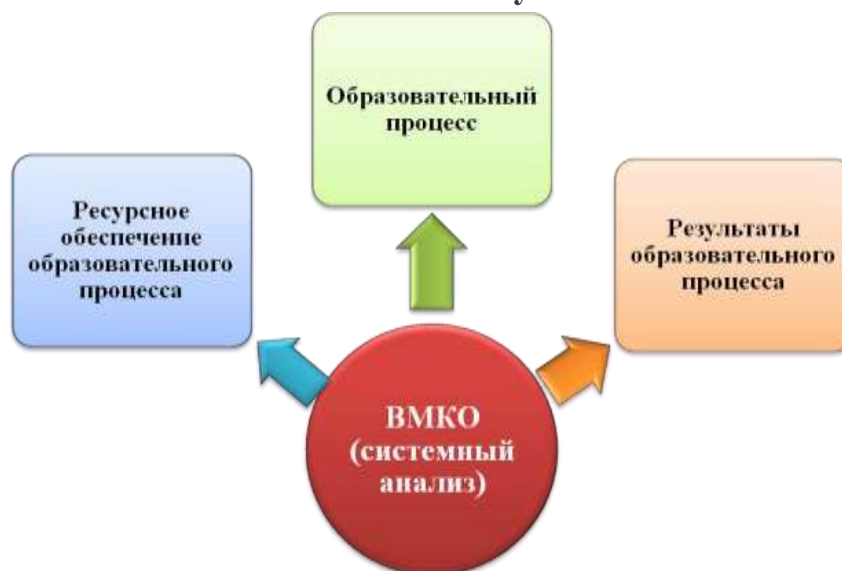 Образовательный
процесс
Ресурсное
обеспечение
образовательного
процесса
Результаты
образовательного
процесса
ВМКО
(системный
анализ)